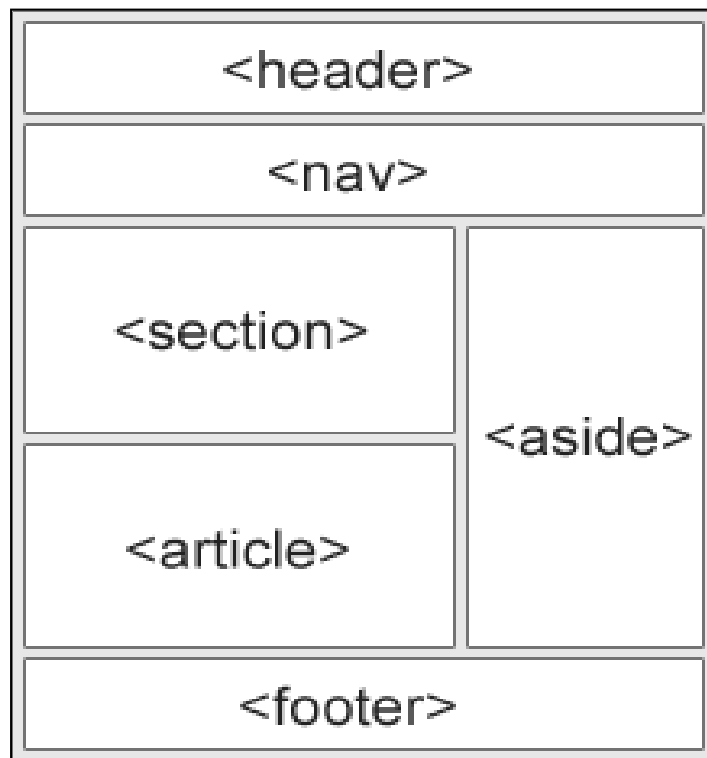 <header>
<nav>
<section>
<aside>
<article>
<footer>